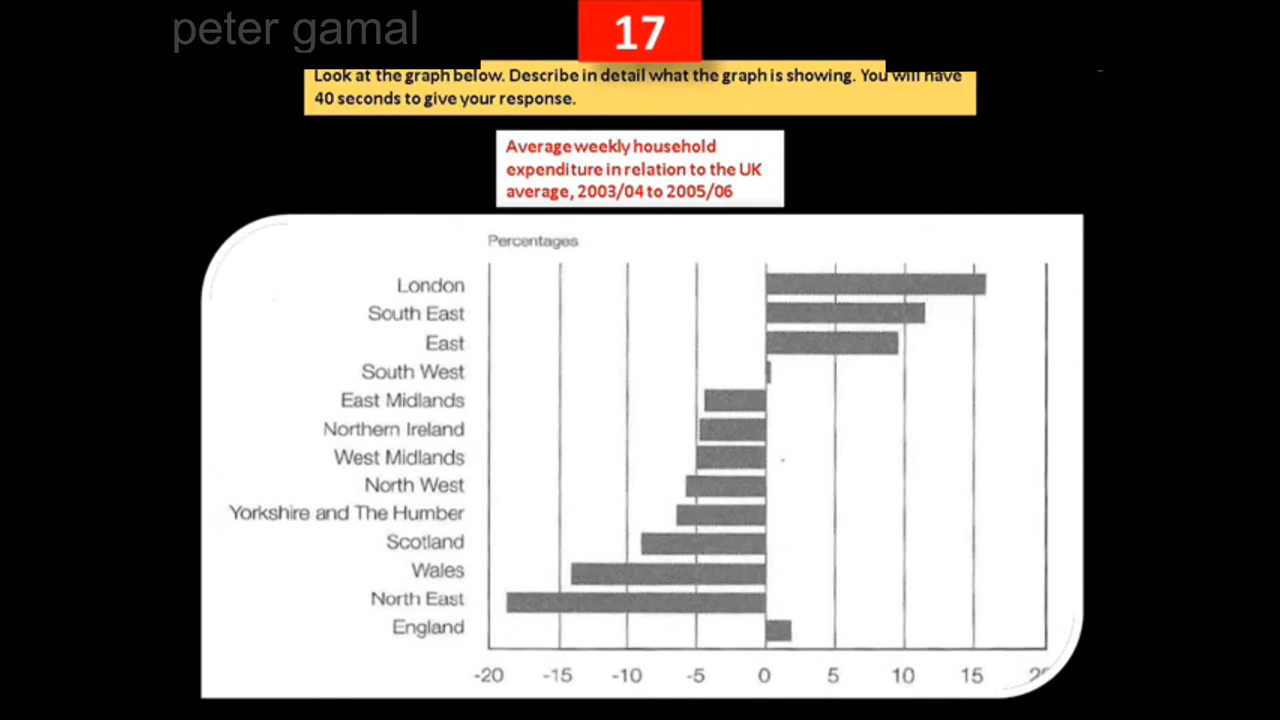 peter gamal
17
Look at the graph below. Describe in detail what the graph is showing. You will have
40 seconds to give your response.
Average weekly household
expenditure in relation to the UK
average, 2003/04 to 2005/06
Percentages
London
South East
East
South West
East Midlands
Northern Ireland
West Midlands
North West
Yorkshire and The Humber
Scotland
Wales
North East
England
-20 -15 -10 -5 0 5 10 15